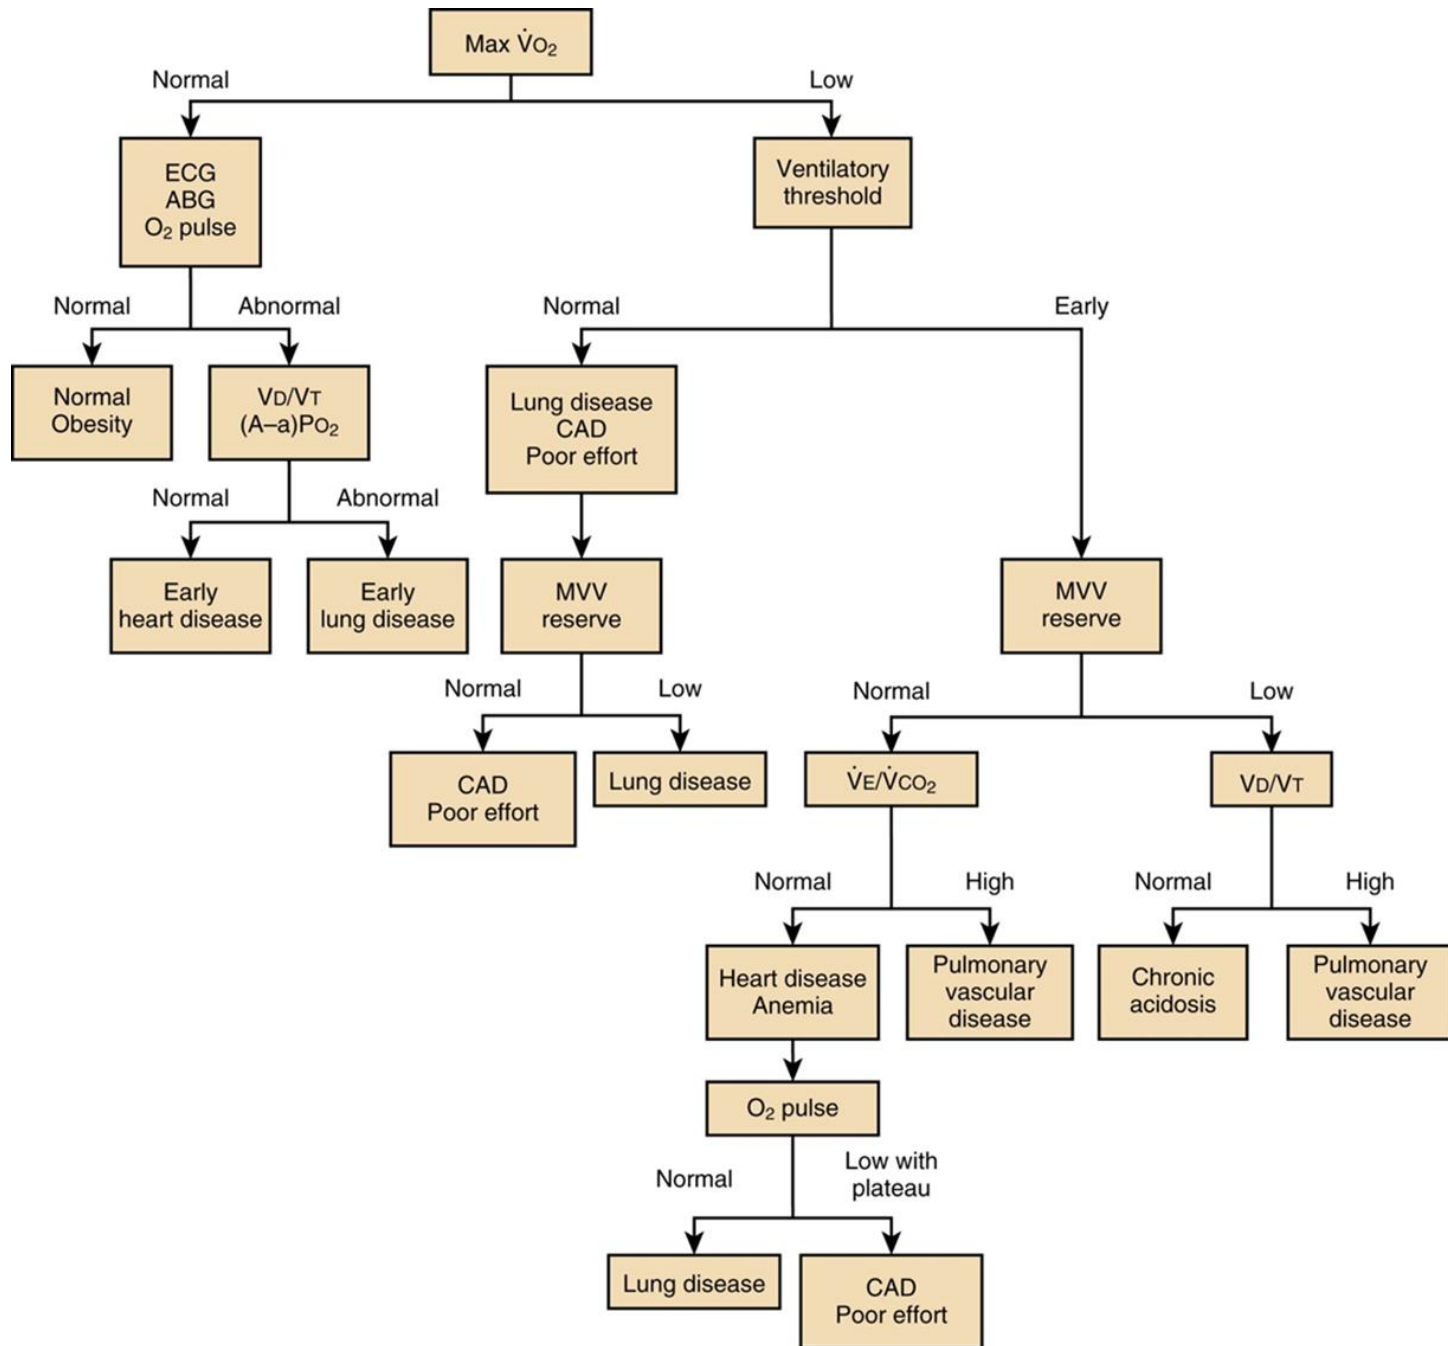 Max V̇O₂
Normal
Low
ECG
ABG
O₂ pulse
Ventilatory
threshold
Normal
Abnormal
Normal
Early
Normal
Obesity
VD/VT
(A–a)PO₂
Lung disease
CAD
Poor effort
Normal
Abnormal
Early
heart disease
Early
lung disease
MVV
reserve
MVV
reserve
Normal
Low
Normal
Low
CAD
Poor effort
Lung disease
V̇E/V̇CO₂
VD/VT
Normal
High
Normal
High
Heart disease
Anemia
Pulmonary
vascular
disease
Chronic
acidosis
Pulmonary
vascular
disease
O₂ pulse
Normal
Low with
plateau
Lung disease
CAD
Poor effort